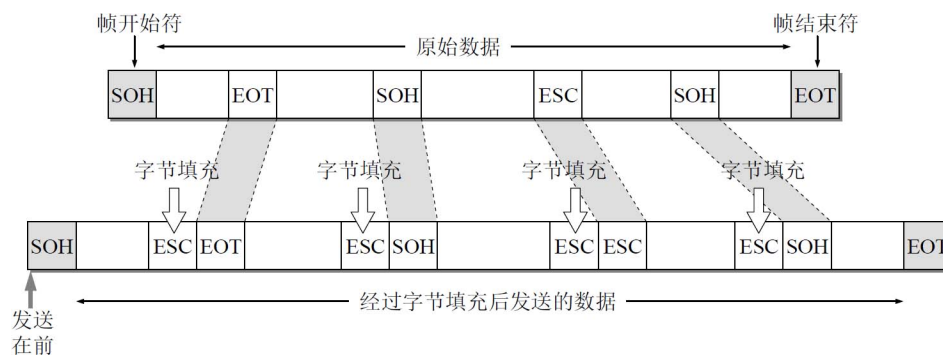 帧开始符
原始数据
帧结束符
SOH EOT SOH ESC SOH EOT
字节填充 字节填充 字节填充 字节填充
SOH ESC EOT ESC SOH ESC ESC ESC SOH EOT
经过字节填充后发送的数据
发送
在前